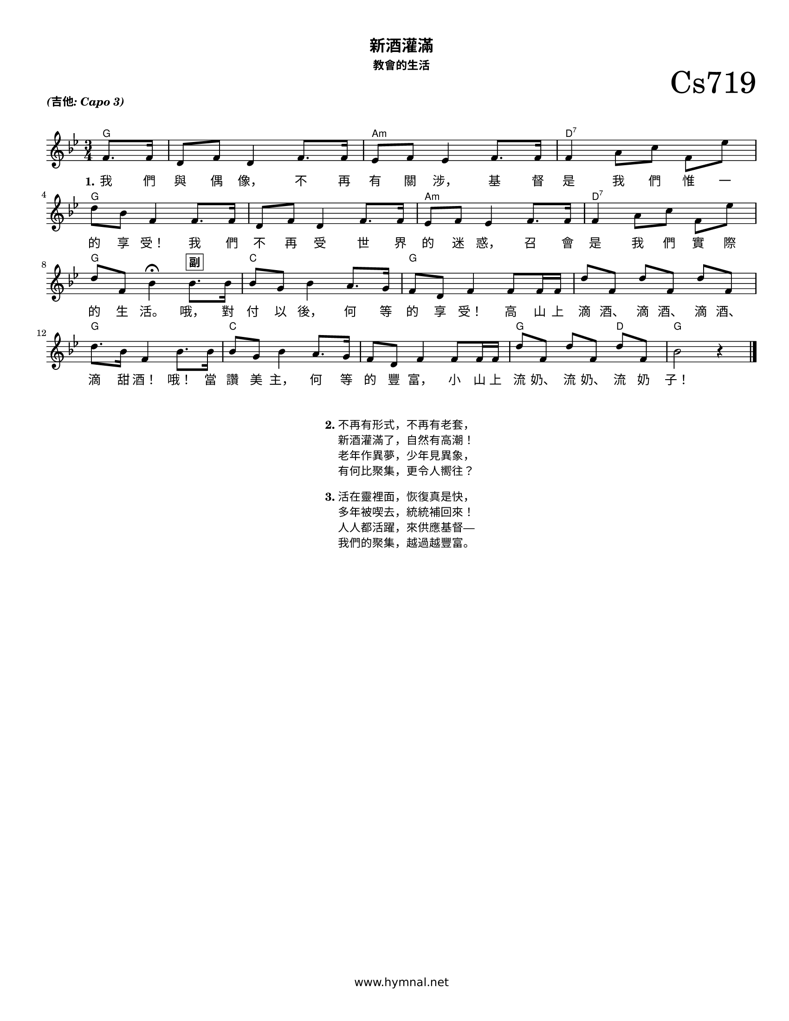 新酒灌滿
教會的生活
Cs719
(吉他: Capo 3)
G Am D7
3 4
1. 我 們 與 偶 像， 不 再 有 關 涉， 基 督 是 我 們 惟 一
4 G Am D7
的 享 受！ 我 們 不 再 受 世 界 的 迷 惑， 召 會 是 我 們 實 際
8 G 副 C G
的 生 活。 哦， 對 付 以 後， 何 等 的 享 受！ 高 山 上 滴 酒、 滴 酒、 滴 酒、
12 G C G D G
滴 甜 酒！ 哦！ 當 讚 美 主， 何 等 的 豐 富， 小 山 上 流 奶、 流 奶、 流 奶 子！
2. 不再有形式，不再有老套，
新酒灌滿了，自然有高潮！
老年作異夢，少年見異象，
有何比聚集，更令人嚮往？
3. 活在靈裡面，恢復真是快，
多年被喫去，統統補回來！
人人都活躍，來供應基督—
我們的聚集，越過越豐富。
www.hymnal.net